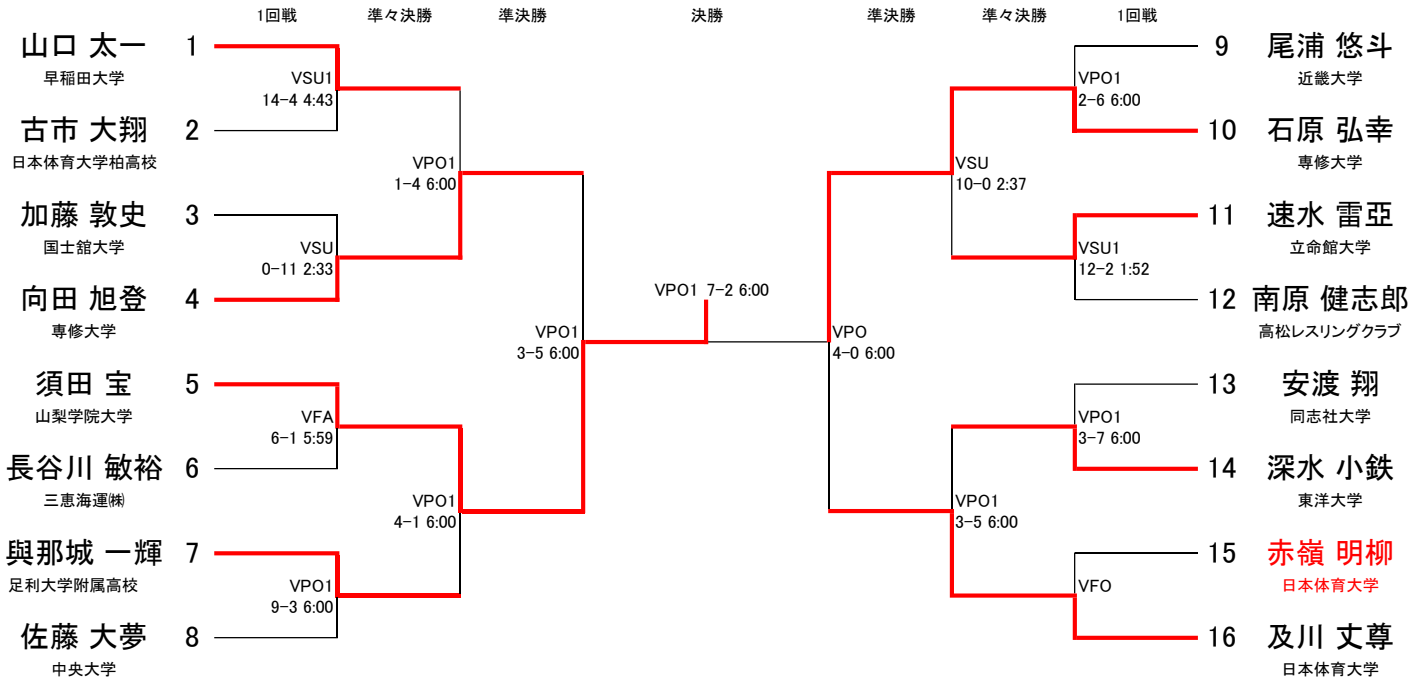 1回戦 準々決勝 準決勝 決勝 準決勝 準々決勝 1回戦
山口 太一 1
早稲田大学
VSU1
14-4 4:43
古市 大翔 2
日本体育大学柏高校
VPO1
1-4 6:00
加藤 敦史 3
国士舘大学
VSU
0-11 2:33
向田 旭登 4
専修大学
VPO1
3-5 6:00
須田 宝 5
山梨学院大学
VFA
6-1 5:59
長谷川 敏裕 6
三恵海運㈱
VPO1
4-1 6:00
與那城 一輝 7
足利大学附属高校
VPO1
9-3 6:00
佐藤 大夢 8
中央大学
VPO1 7-2 6:00
9 尾浦 悠斗
近畿大学
VPO1
2-6 6:00
10 石原 弘幸
専修大学
VSU
10-0 2:37
11 速水 雷亞
立命館大学
VSU1
12-2 1:52
12 南原 健志郎
高松レスリングクラブ
VPO
4-0 6:00
13 安渡 翔
同志社大学
VPO1
3-7 6:00
14 深水 小鉄
東洋大学
VPO1
3-5 6:00
15 赤嶺 明柳
日本体育大学
VFO
16 及川 丈尊
日本体育大学